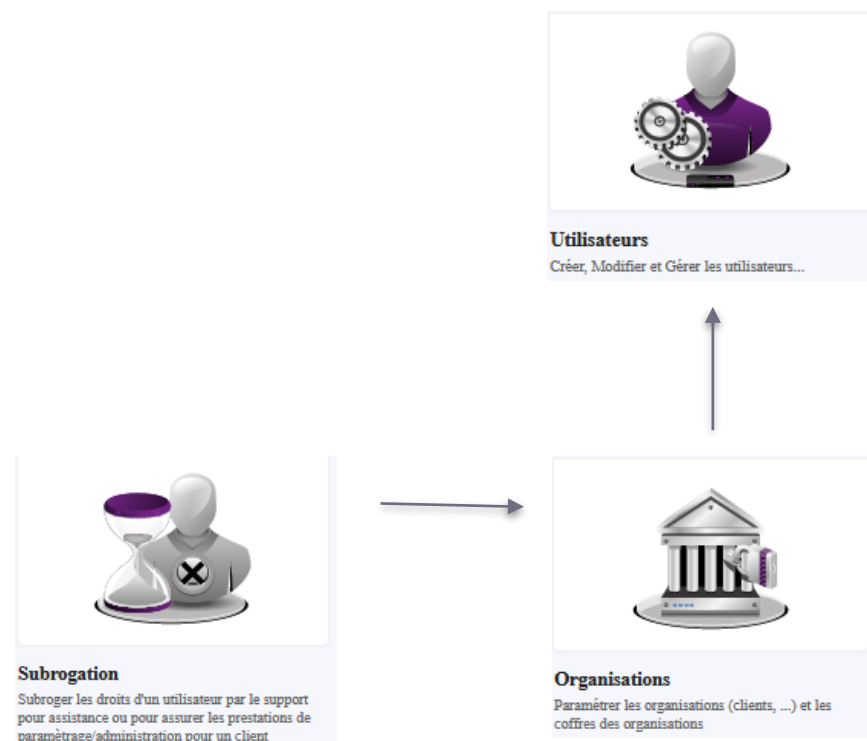 Utilisateurs
Créer, Modifier et Gérer les utilisateurs...
Subrogation
Subroger les droits d'un utilisateur par le support
pour assistance ou pour assurer les prestations de
paramètrage/administration pour un client
Organisations
Paramétrer les organisations (clients, ...) et les
coffres des organisations